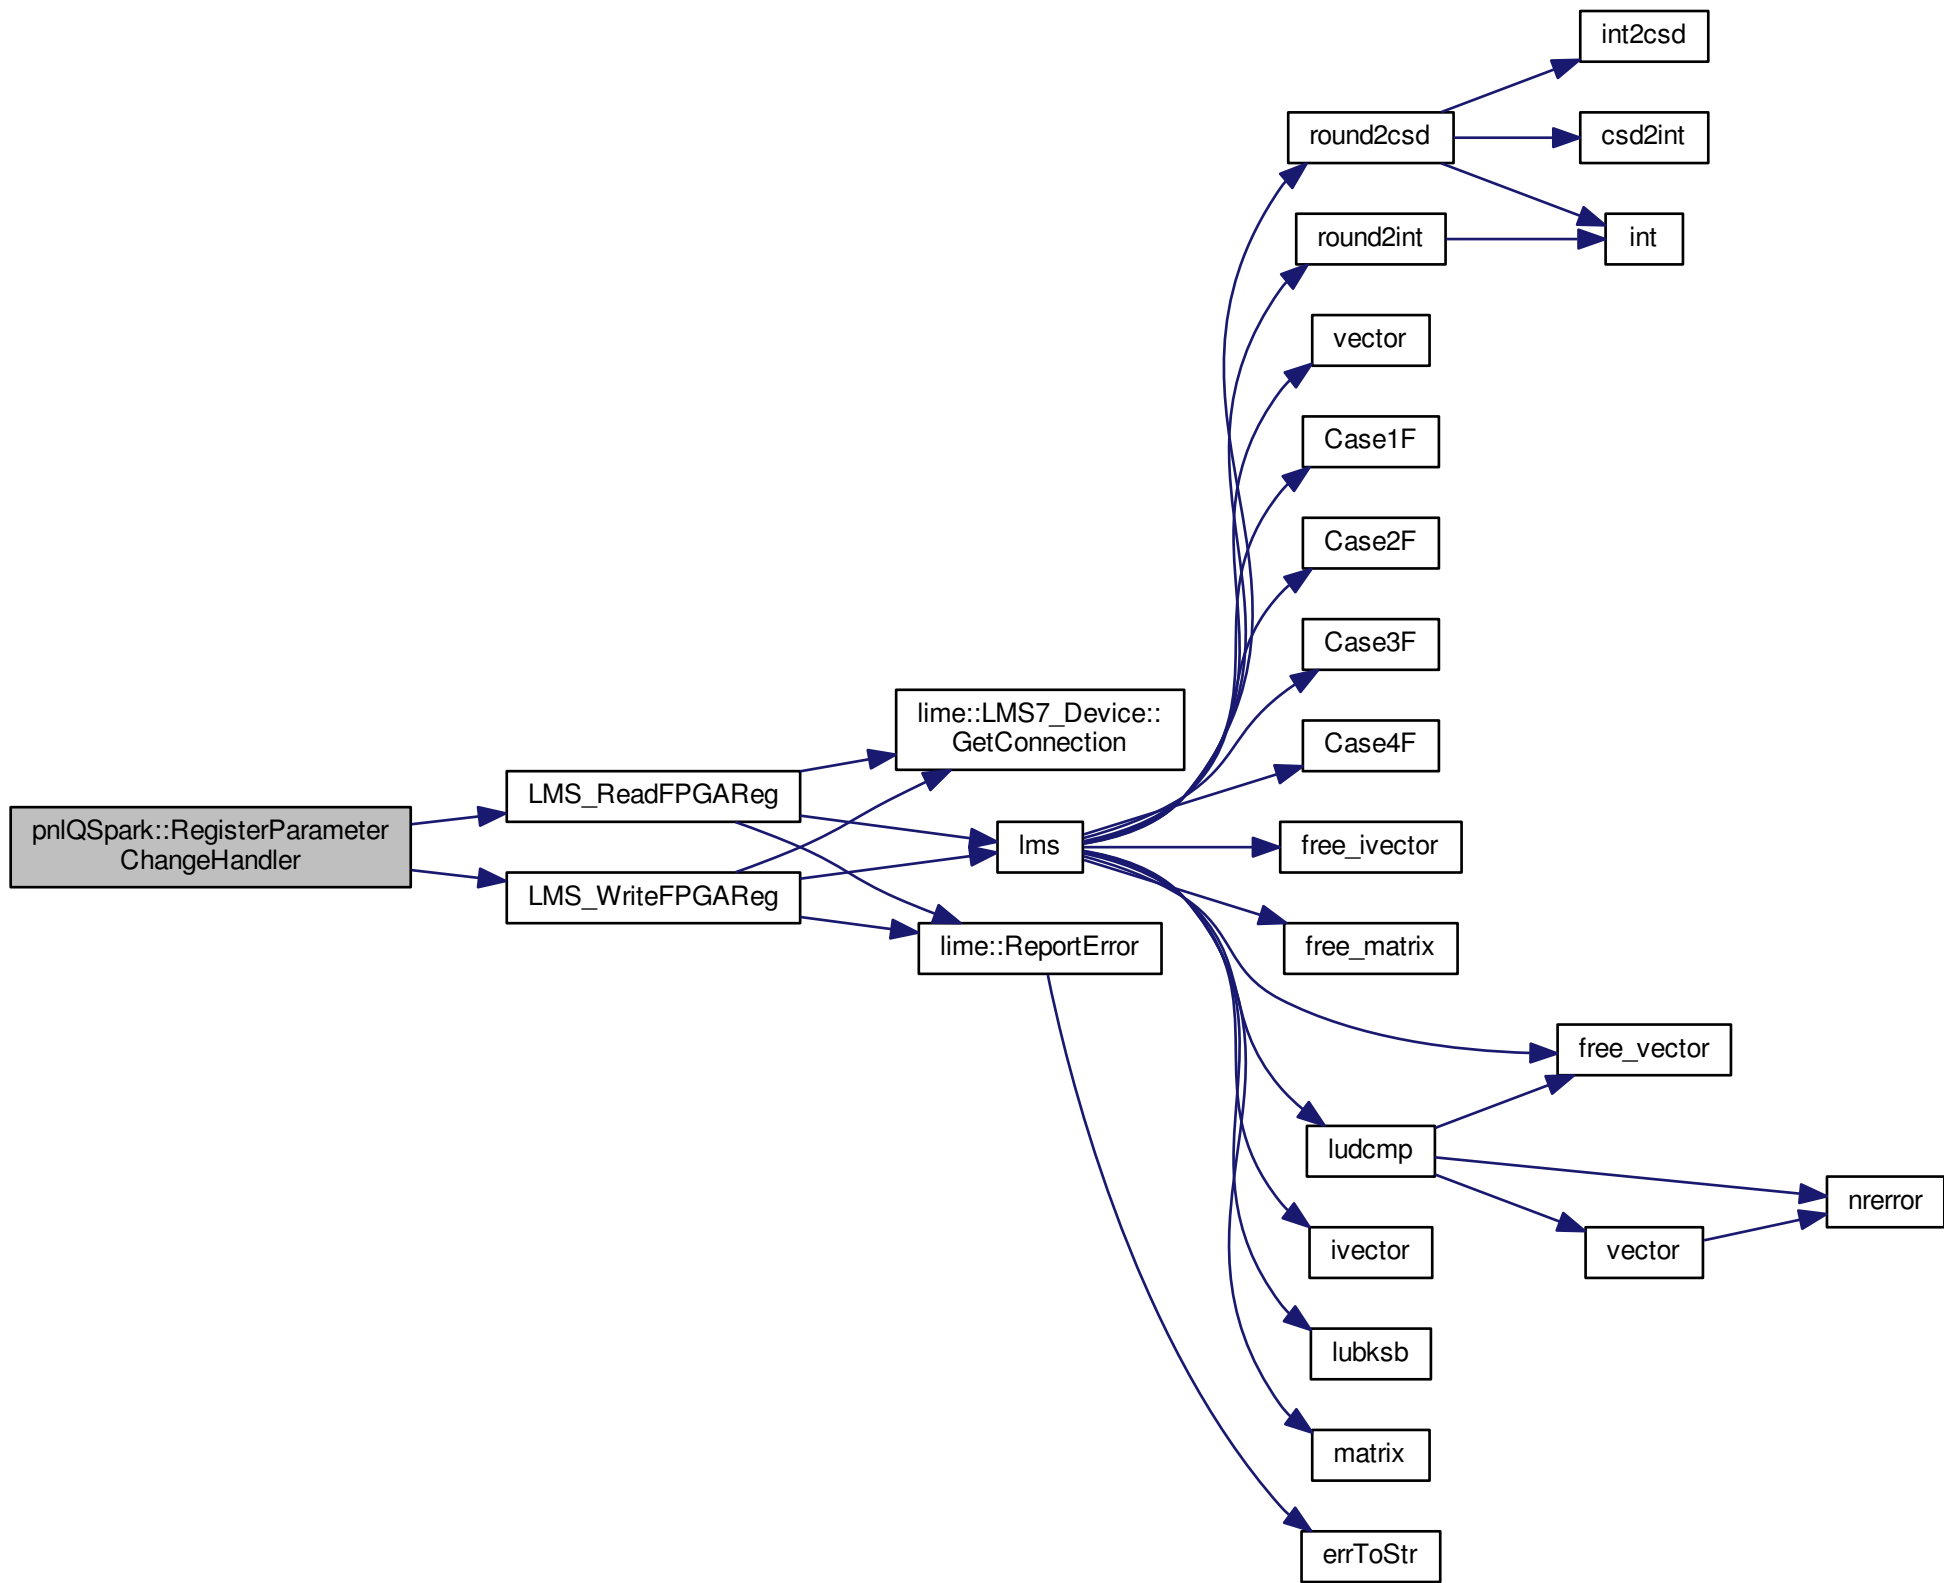 int2csd
round2csd
csd2int
round2int
int
vector
Case1F
Case2F
Case3F
lime::LMS7_Device::
GetConnection
Case4F
LMS_ReadFPGAReg
pnlQSpark::RegisterParameter
ChangeHandler
lms
free_ivector
LMS_WriteFPGAReg
lime::ReportError
free_matrix
free_vector
ludcmp
nrerror
ivector
vector
lubksb
matrix
errToStr